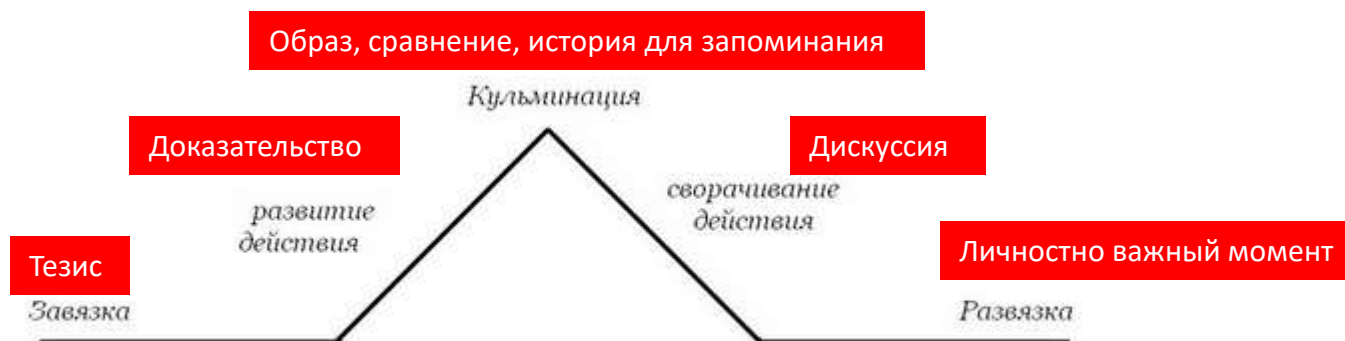 Образ, сравнение, история для запоминания
Кульминация
Доказательство
Дискуссия
развитие
действия
сворачивание
действия
Тезис
Личностно важный момент
Завязка
Развязка